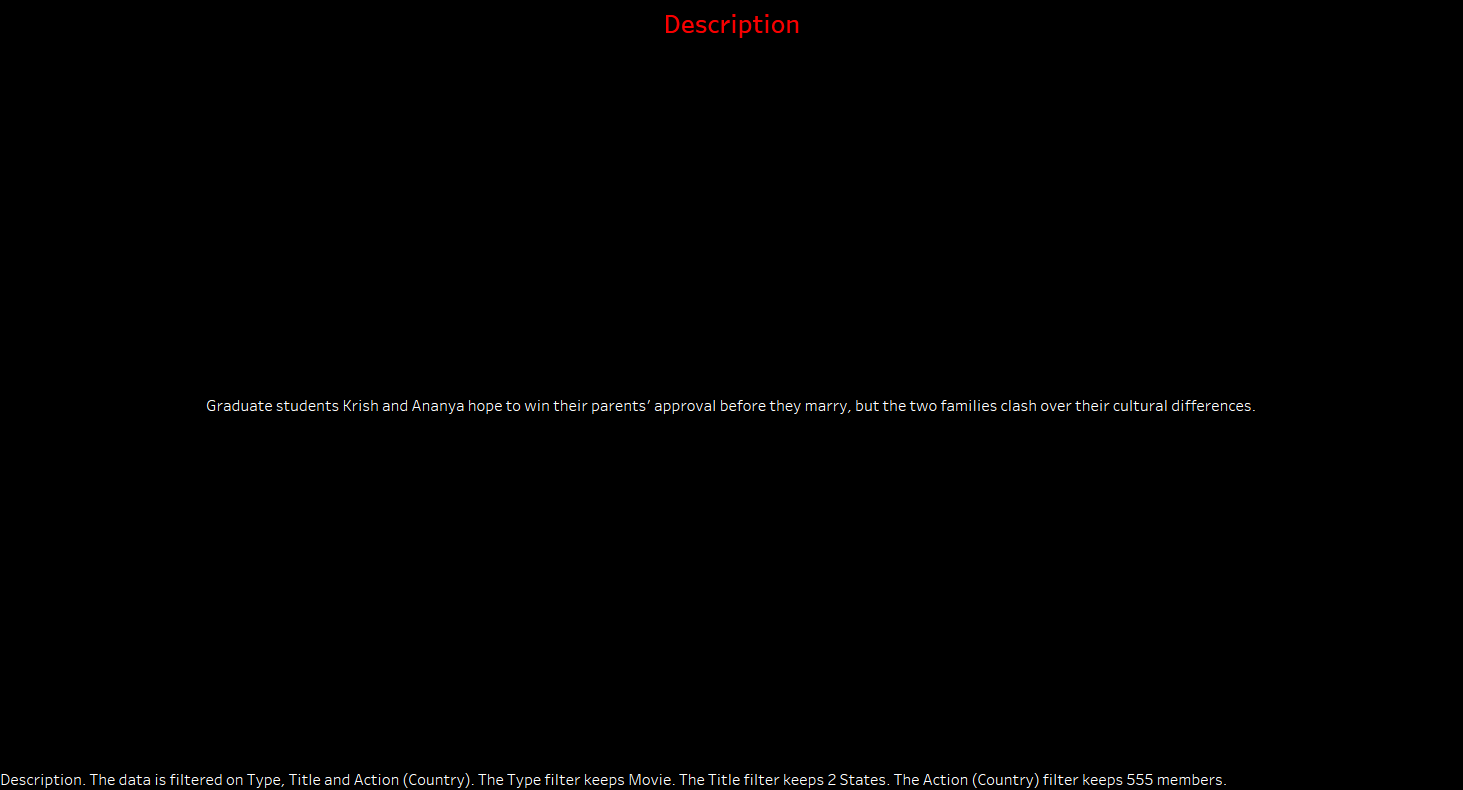 Description
Graduate students Krish and Ananya hope to win their parents’ approval before they marry, but the two families clash over their cultural differences.
Description. The data is filtered on Type, Title and Action (Country). The Type filter keeps Movie. The Title filter keeps 2 States. The Action (Country) filter keeps 555 members.